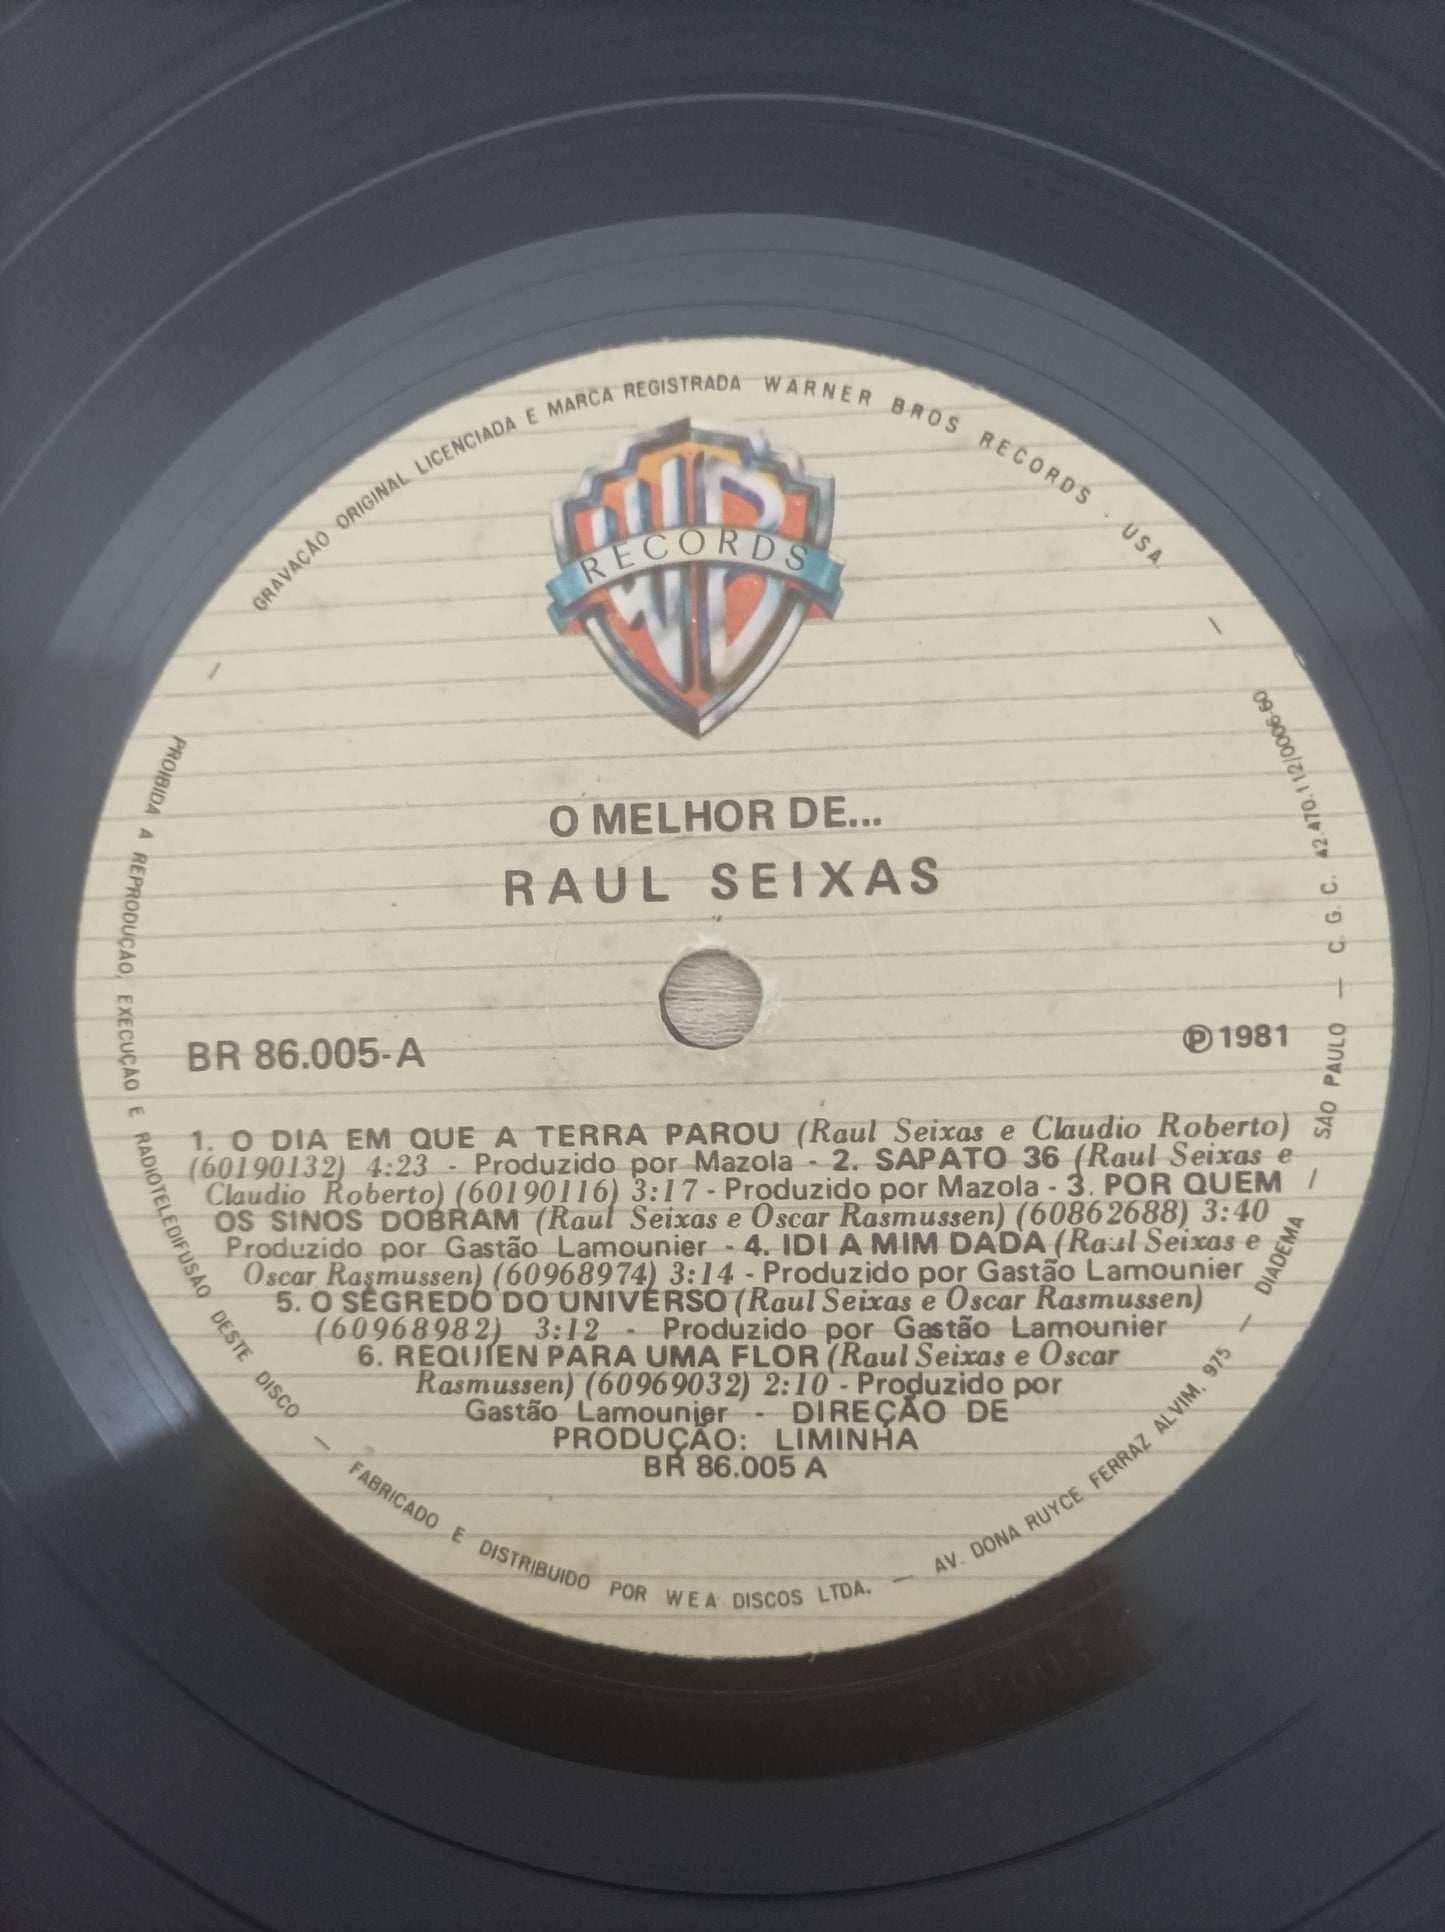 GRAVAÇÃO ORIGINAL LICENCIADA E MARCA REGISTRADA WARNER BROS RECORDS . USA.
WB
RECORDS
O MELHOR DE...
RAUL SEIXAS
BR 86.005-A
Ⓟ1981
1. O DIA EM QUE A TERRA PAROU (Raul Seixas e Claudio Roberto)
(60190132) 4:23 - Produzido por Mazola - 2. SAPATO 36 (Raul Seixas e
Claudio Roberto) (60190116) 3:17 - Produzido por Mazola - 3. POR QUEM
OS SINOS DOBRAM (Raul Seixas e Oscar Rasmussen) (60862688) 3:40
Produzido por Gastão Lamounier - 4. IDI A MIM DADA (Raul Seixas e
Oscar Rasmussen) (60968974) 3:14 - Produzido por Gastão Lamounier
5. O SEGREDO DO UNIVERSO (Raul Seixas e Oscar Rasmussen)
(60968982) 3:12 - Produzido por Gastão Lamounier
6. REQUIEN PARA UMA FLOR (Raul Seixas e Oscar
Rasmussen) (60969032) 2:10 - Produzido por
Gastão Lamounier - DIREÇÃO DE
PRODUÇÃO: LIMINHA
BR 86.005 A
PROIBIDA A REPRODUÇÃO, EXECUÇÃO E RADIOTELEDIFUSÃO DESTE DISCO — FABRICADO E DISTRIBUIDO POR WEA DISCOS LTDA. — AV. DONA RUYCE FERRAZ ALVIM, 975 — DIADEMA — SÃO PAULO — C. G. C. 42.470.112/0006-60